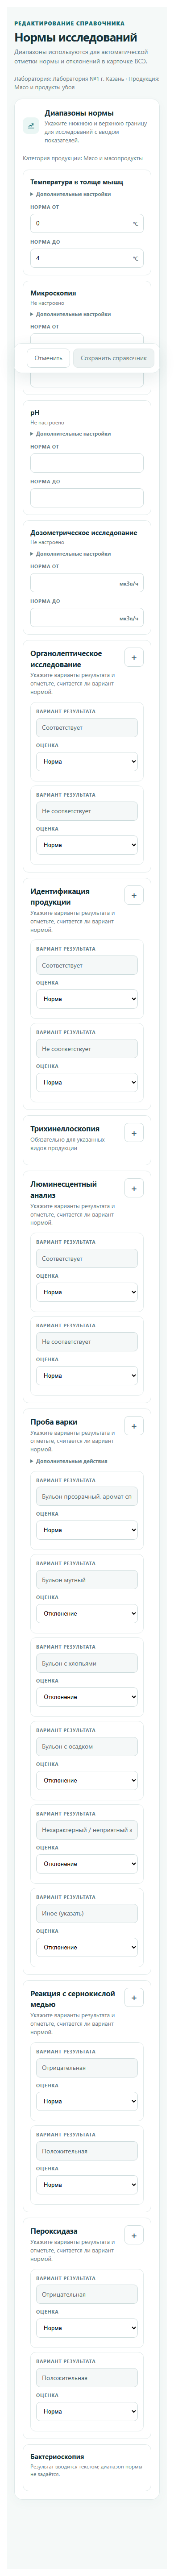 РЕДАКТИРОВАНИЕ СПРАВОЧНИКА
Нормы исследований
Диапазоны используются для автоматической
отметки нормы и отклонений в карточке ВСЭ.
Лаборатория: Лаборатория №1 г. Казань · Продукция:
Мясо и продукты убоя
Диапазоны нормы
Укажите нижнюю и верхнюю границу
для исследований с вводом
показателей.
Категория продукции: Мясо и мясопродукты
Температура в толще мышц
▸ Дополнительные настройки
НОРМА ОТ
0 °C
НОРМА ДО
4 °C
Микроскопия
Не настроено
▸ Дополнительные настройки
НОРМА ОТ
Отменить Сохранить справочник
pH
Не настроено
▸ Дополнительные настройки
НОРМА ОТ
НОРМА ДО
Дозометрическое исследование
Не настроено
▸ Дополнительные настройки
НОРМА ОТ
мкЗв/ч
НОРМА ДО
мкЗв/ч
Органолептическое
исследование
+
Укажите варианты результата и
отметьте, считается ли вариант
нормой.
ВАРИАНТ РЕЗУЛЬТАТА
Соответствует
ОЦЕНКА
Норма
ВАРИАНТ РЕЗУЛЬТАТА
Не соответствует
ОЦЕНКА
Норма
Идентификация
продукции
+
Укажите варианты результата и
отметьте, считается ли вариант
нормой.
ВАРИАНТ РЕЗУЛЬТАТА
Соответствует
ОЦЕНКА
Норма
ВАРИАНТ РЕЗУЛЬТАТА
Не соответствует
ОЦЕНКА
Норма
Трихинеллоскопия
+
Обязательно для указанных
видов продукции
Люминесцентный
анализ
+
Укажите варианты результата и
отметьте, считается ли вариант
нормой.
ВАРИАНТ РЕЗУЛЬТАТА
Соответствует
ОЦЕНКА
Норма
ВАРИАНТ РЕЗУЛЬТАТА
Не соответствует
ОЦЕНКА
Норма
Проба варки
+
Укажите варианты результата и
отметьте, считается ли вариант
нормой.
▸ Дополнительные действия
ВАРИАНТ РЕЗУЛЬТАТА
Бульон прозрачный, аромат сп
ОЦЕНКА
Норма
ВАРИАНТ РЕЗУЛЬТАТА
Бульон мутный
ОЦЕНКА
Отклонение
ВАРИАНТ РЕЗУЛЬТАТА
Бульон с хлопьями
ОЦЕНКА
Отклонение
ВАРИАНТ РЕЗУЛЬТАТА
Бульон с осадком
ОЦЕНКА
Отклонение
ВАРИАНТ РЕЗУЛЬТАТА
Нехарактерный / неприятный з
ОЦЕНКА
Отклонение
ВАРИАНТ РЕЗУЛЬТАТА
Иное (указать)
ОЦЕНКА
Отклонение
Реакция с сернокислой
медью
+
Укажите варианты результата и
отметьте, считается ли вариант
нормой.
ВАРИАНТ РЕЗУЛЬТАТА
Отрицательная
ОЦЕНКА
Норма
ВАРИАНТ РЕЗУЛЬТАТА
Положительная
ОЦЕНКА
Норма
Пероксидаза
+
Укажите варианты результата и
отметьте, считается ли вариант
нормой.
ВАРИАНТ РЕЗУЛЬТАТА
Отрицательная
ОЦЕНКА
Норма
ВАРИАНТ РЕЗУЛЬТАТА
Положительная
ОЦЕНКА
Норма
Бактериоскопия
Результат вводится текстом; диапазон нормы
не задаётся.